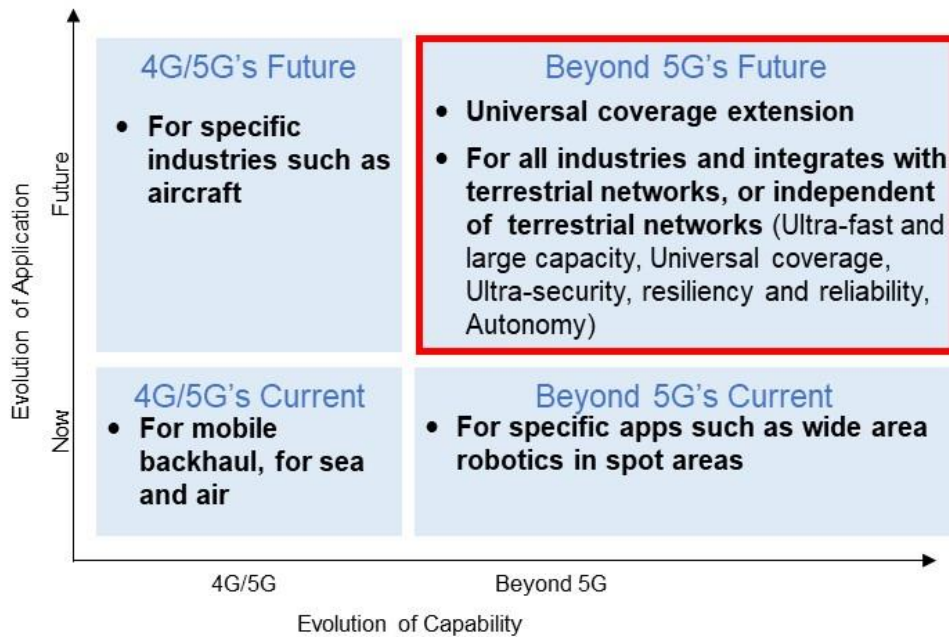 4G/5G's Future
• For specific
industries such as
aircraft
Beyond 5G's Future
• Universal coverage extension
• For all industries and integrates with
terrestrial networks, or independent
of terrestrial networks (Ultra-fast and
large capacity, Universal coverage,
Ultra-security, resiliency and reliability,
Autonomy)
4G/5G's Current
• For mobile
backhaul, for sea
and air
Beyond 5G's Current
• For specific apps such as wide area
robotics in spot areas
Evolution of Application
Future
Now
4G/5G
Beyond 5G
Evolution of Capability